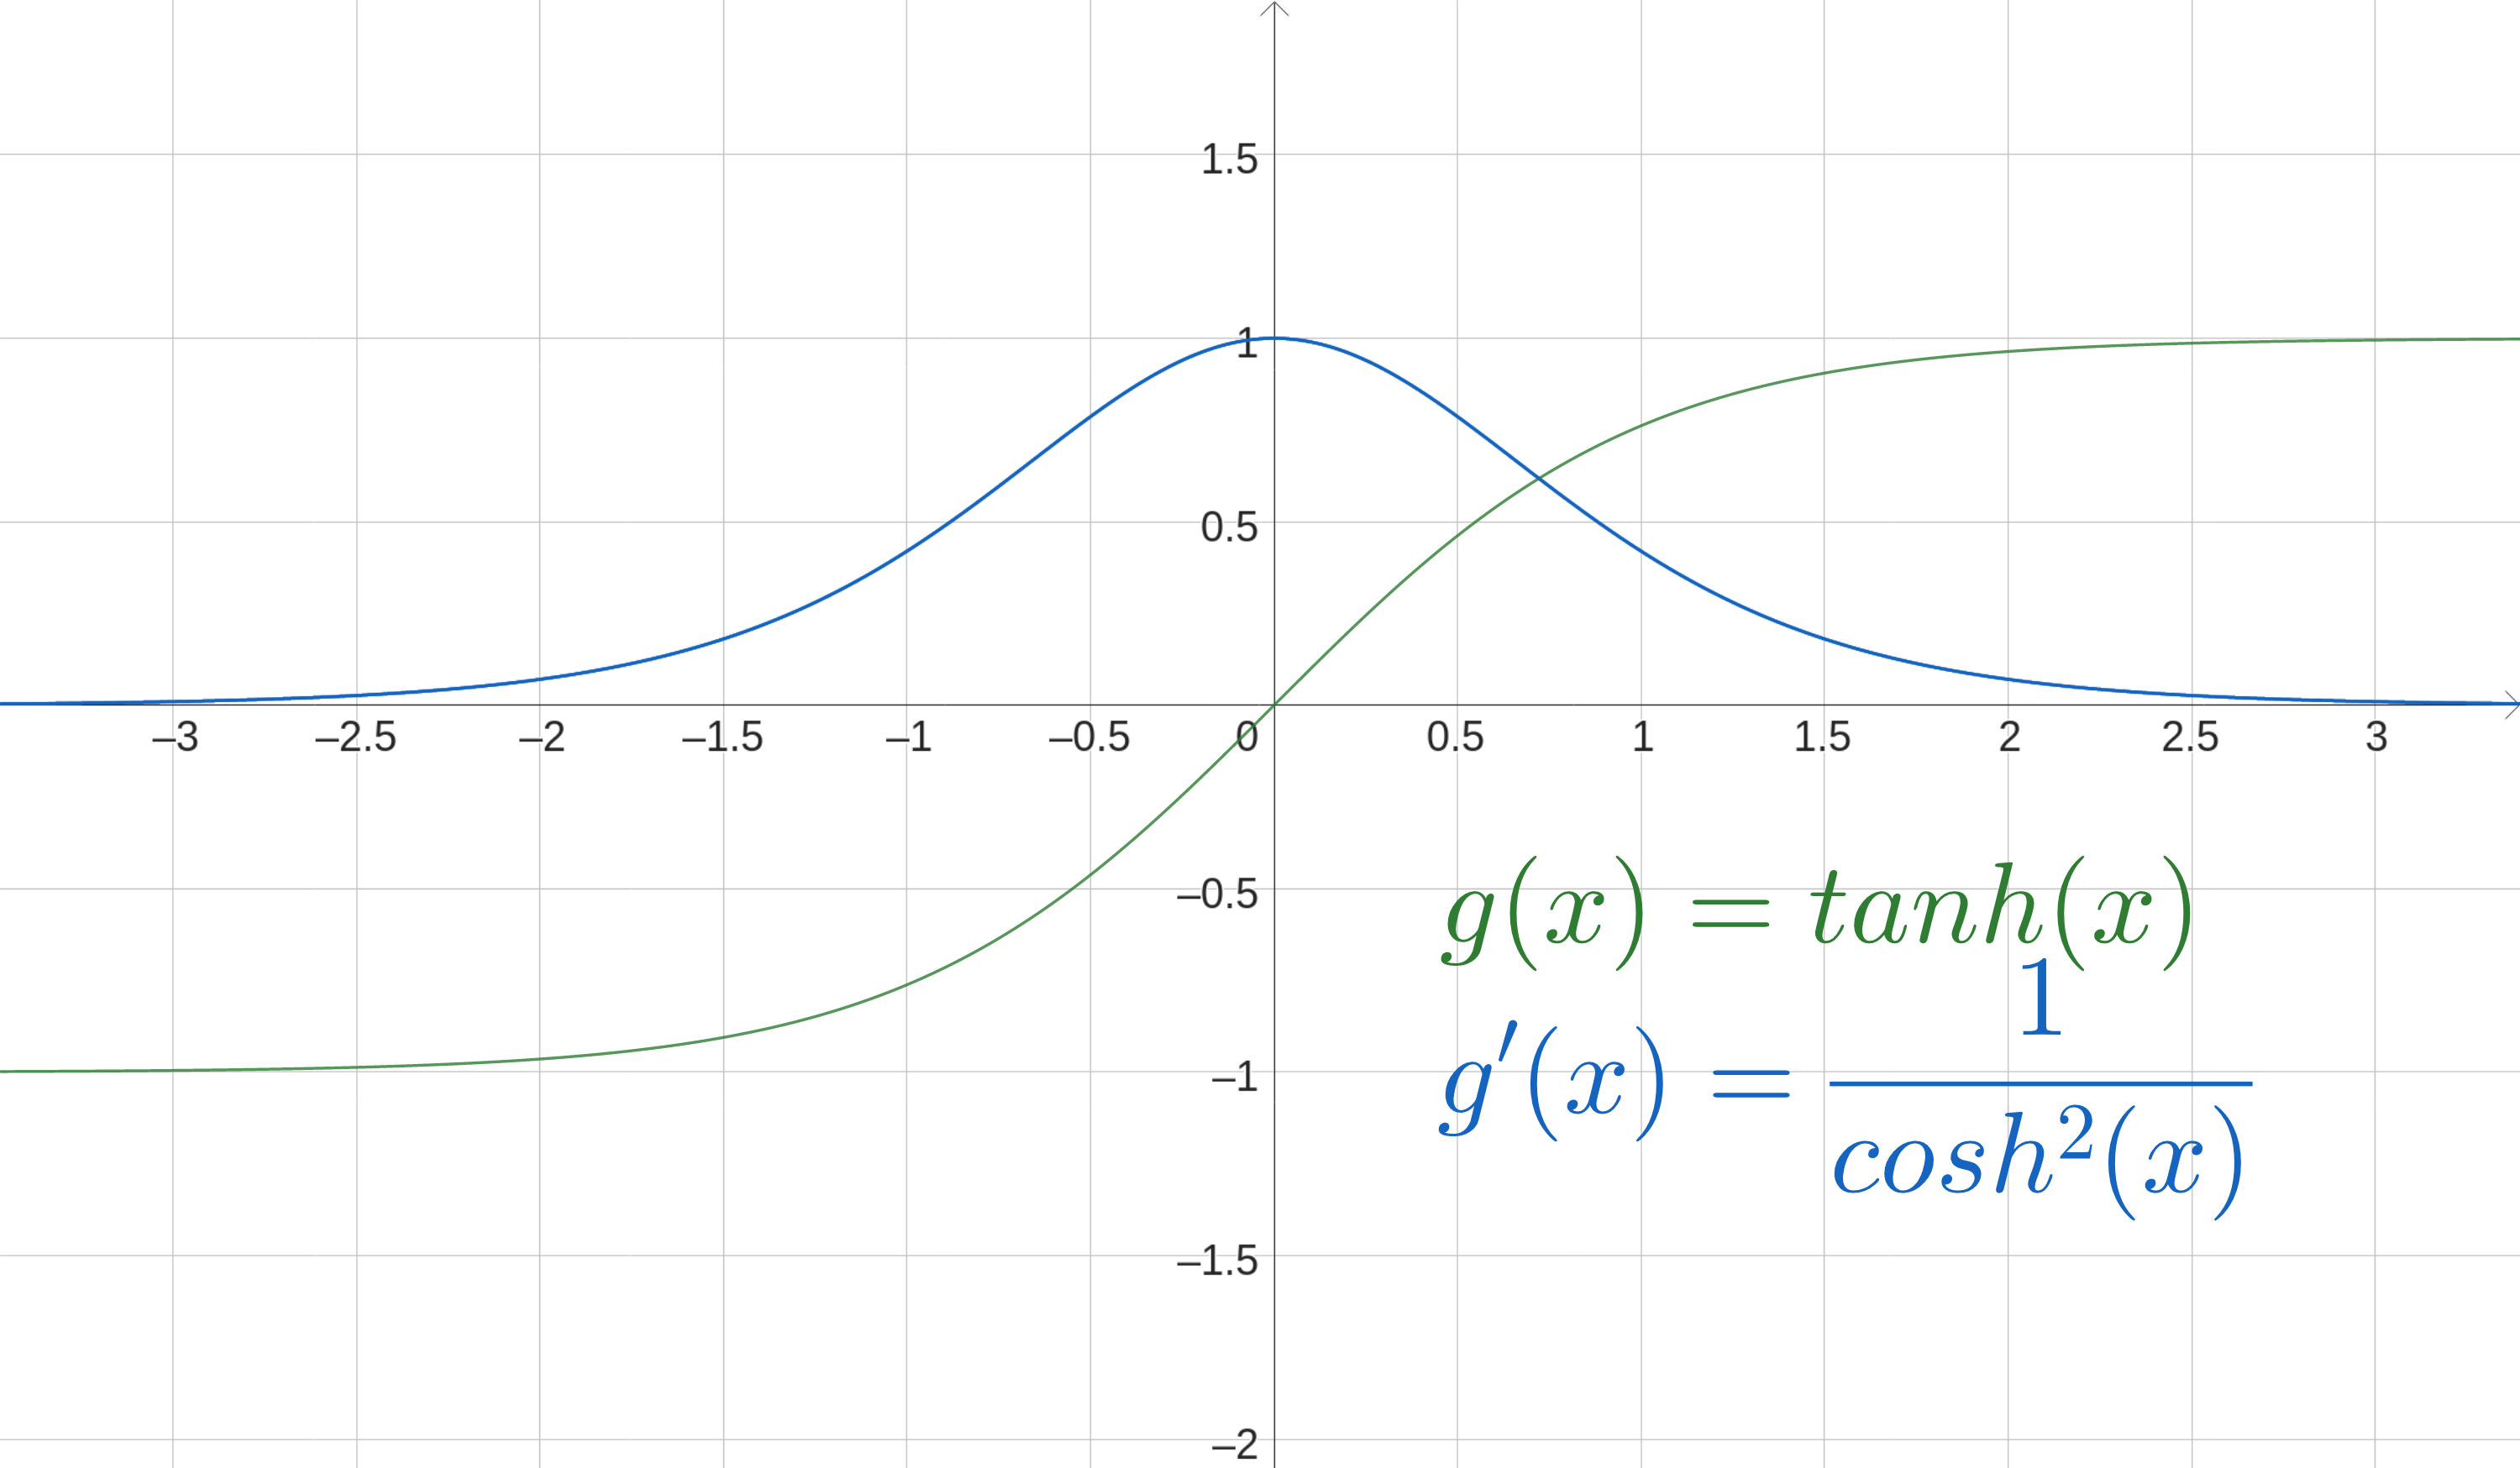 1.5
1
0.5
–3 –2.5 –2 –1.5 –1 –0.5 0 0.5 1 1.5 2 2.5 3
–0.5
g(x) = tanh(x)
–1
g′(x) = 1/cosh²(x)
–1.5
–2